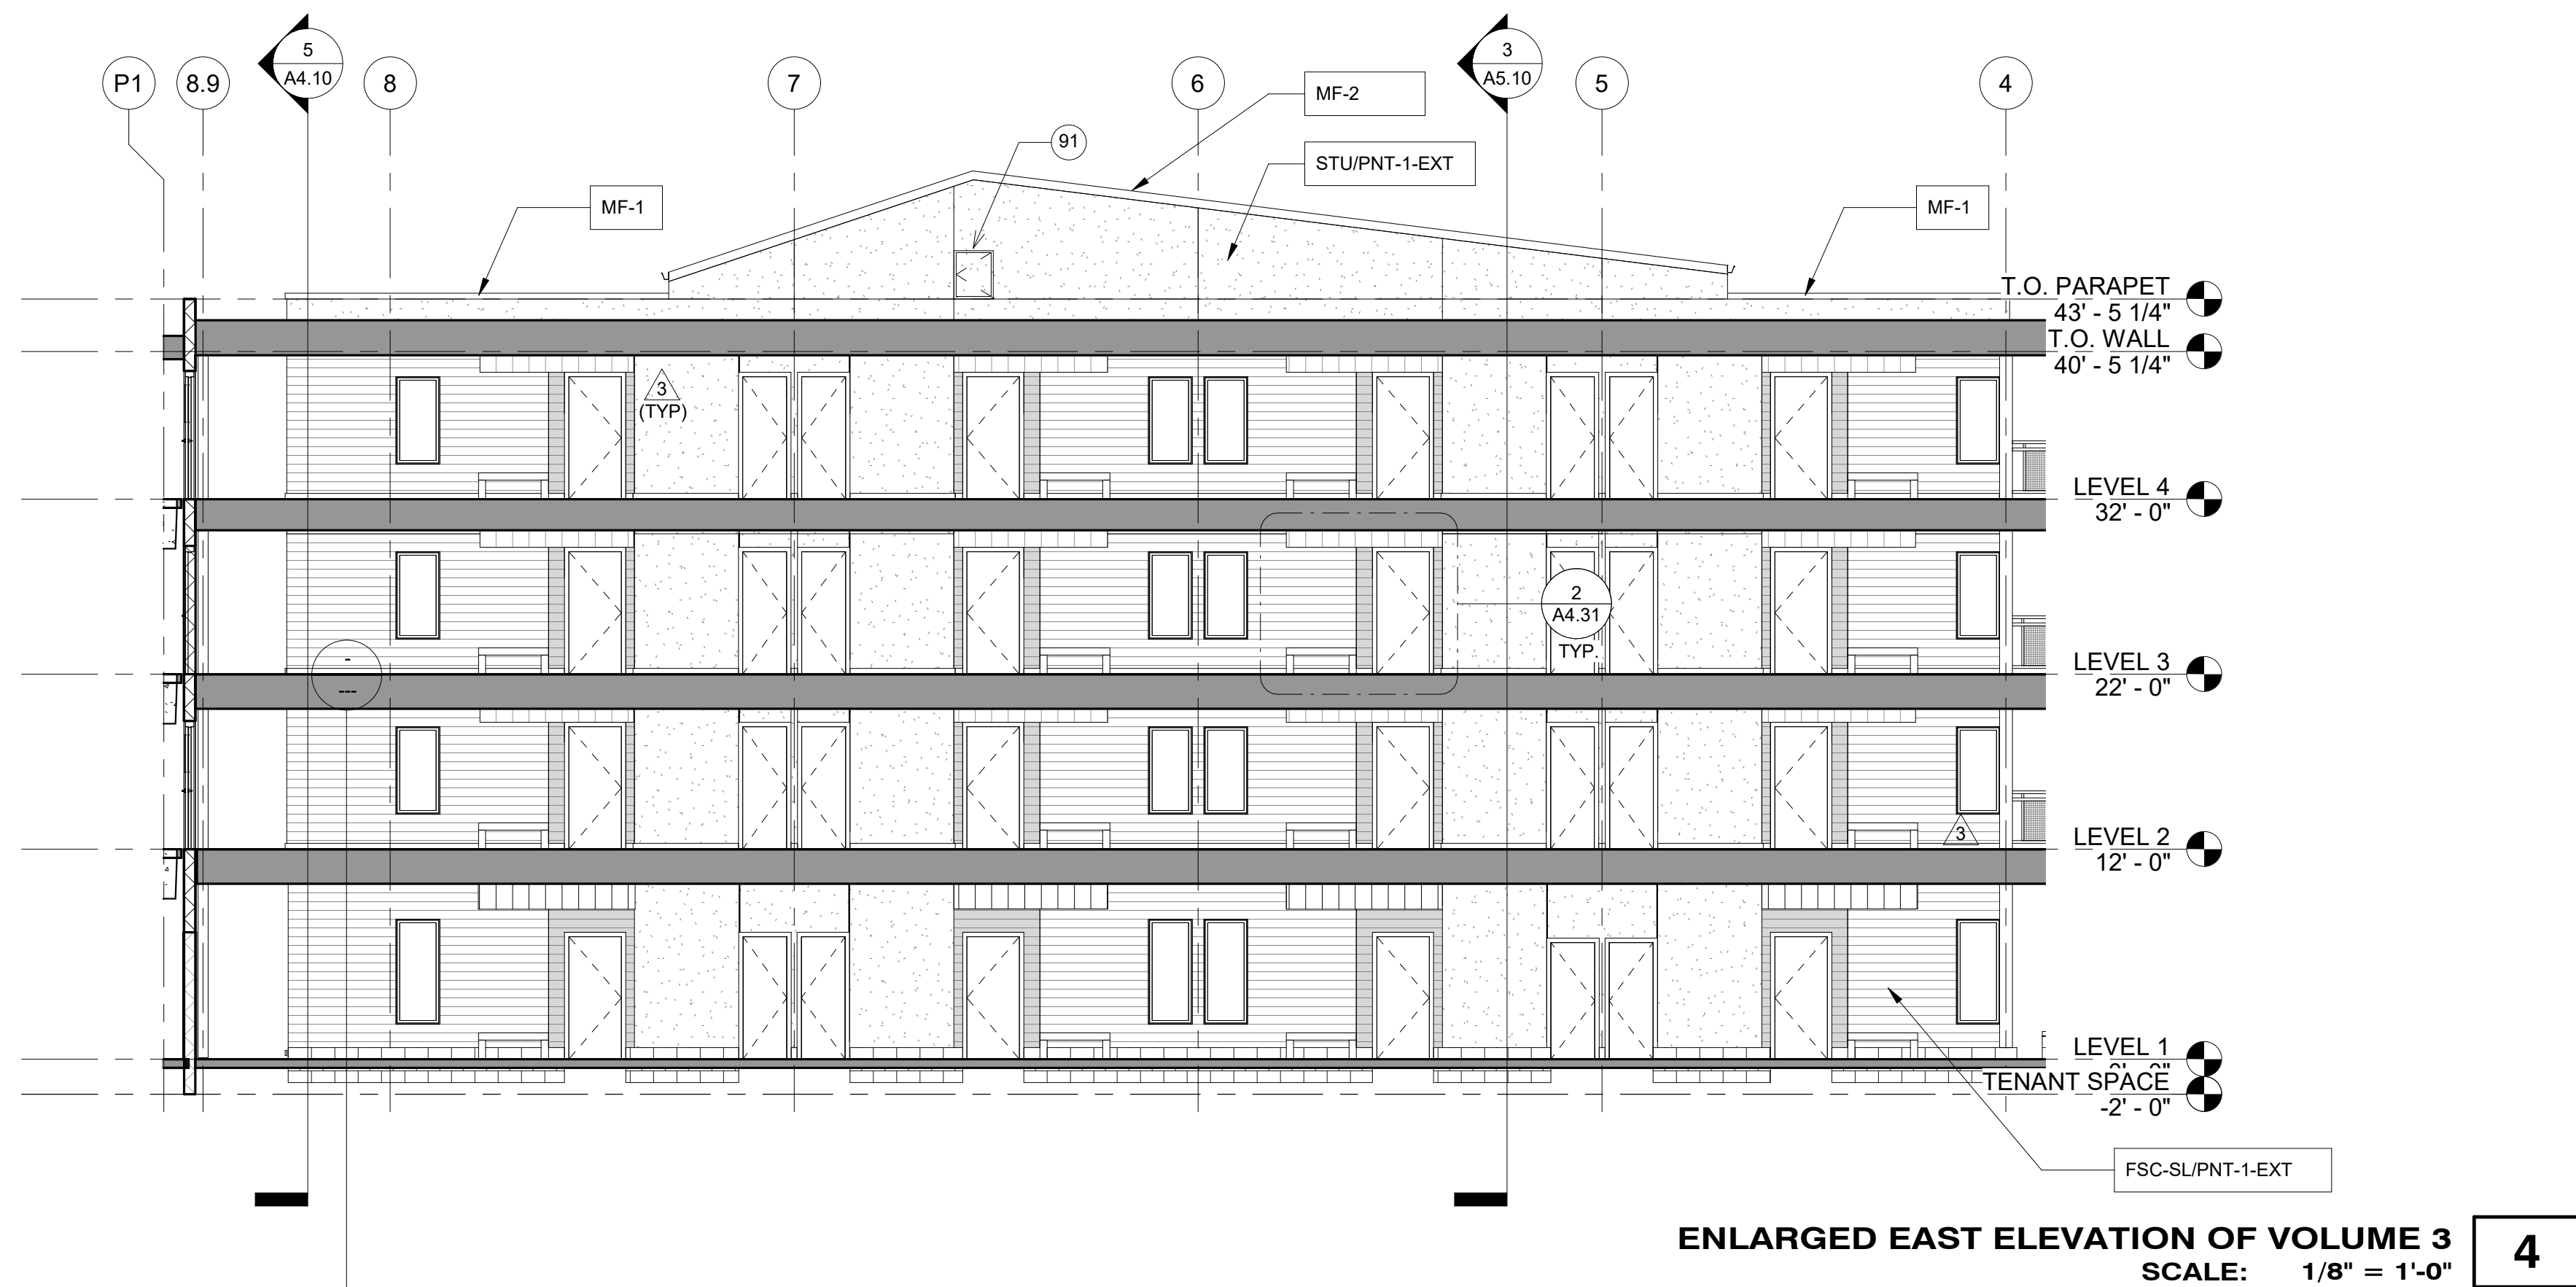 5
A4.10
3
A5.10
P1
8.9
8
7
6
5
4
MF-2
91
STU/PNT-1-EXT
MF-1
MF-1
T.O. PARAPET
43' - 5 1/4"
T.O. WALL
40' - 5 1/4"
3
(TYP)
LEVEL 4
32' - 0"
2
A4.31
TYP.
-
---
LEVEL 3
22' - 0"
3
LEVEL 2
12' - 0"
LEVEL 1
TENANT SPACE
-2' - 0"
FSC-SL/PNT-1-EXT
ENLARGED EAST ELEVATION OF VOLUME 3
SCALE: 1/8" = 1'-0"
4